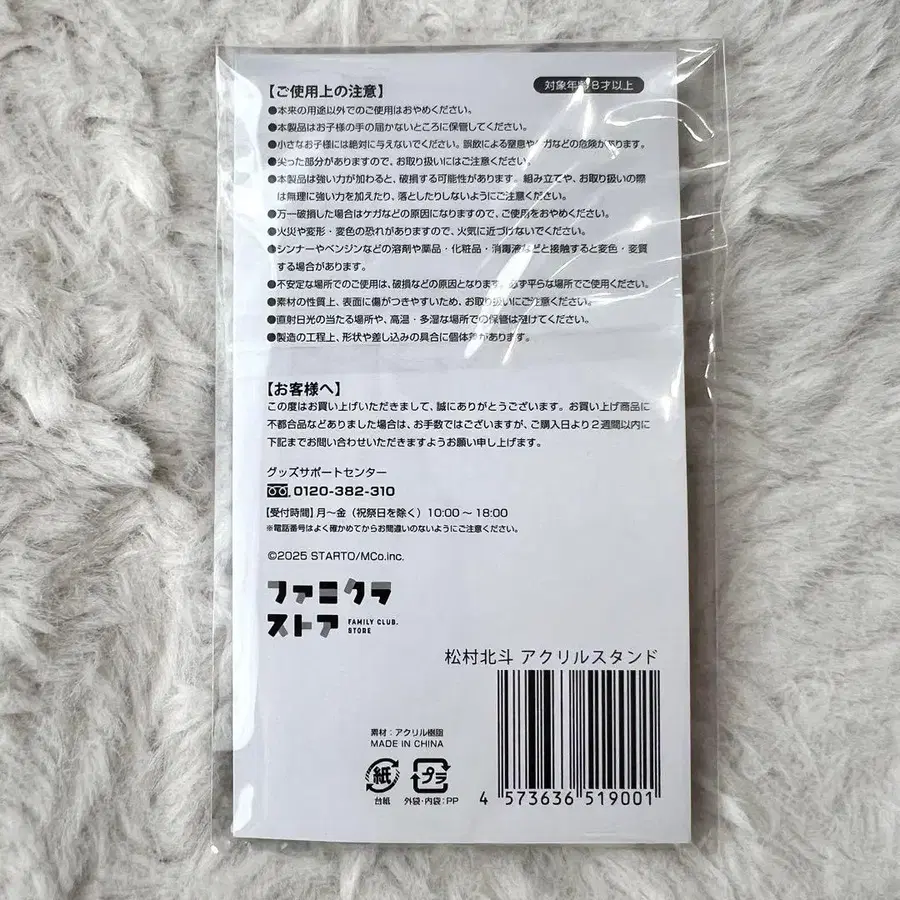 【ご使用上の注意】
対象年齢8才以上
●本来の用途以外でのご使用はおやめください。
●本製品はお子様の手の届かないところに保管してください。
●小さなお子様には絶対に与えないでください。誤飲による窒息やケガなどの危険があります。
●尖った部分がありますので、お取り扱いにはご注意ください。
●本製品は強い力が加わると、破損する可能性があります。組み立てや、お取り扱いの際
は無理に強い力を加えたり、落としたりしないようにご注意ください。
●万一破損した場合はケガなどの原因になりますので、ご使用をおやめください。
●火災や変形・変色の恐れがありますので、火気に近づけないでください。
●シンナーやベンジンなどの溶剤や薬品・化粧品・消毒液などと接触すると変色・変質
する場合があります。
●不安定な場所でのご使用は、破損などの原因となります。必ず平らな場所でご使用ください。
●素材の性質上、表面に傷がつきやすいため、お取り扱いにご注意ください。
●直射日光の当たる場所や、高温・多湿な場所での保管は避けてください。
●製造の工程上、形状や差し込みの具合に個体差があります。
【お客様へ】
この度はお買い上げいただきまして、誠にありがとうございます。お買い上げ商品に
不都合品などありました場合は、お手数ではございますが、ご購入日より2週間以内に
下記までお問い合わせいただきますようお願い申し上げます。
グッズサポートセンター
0120-382-310
【受付時間】月〜金（祝祭日を除く）10:00〜18:00
※電話番号はよく確かめてからお間違いのないようにご注意ください。
©2025 STARTO/MCo.inc.
ファミクラ
ストア FAMILY CLUB.
STORE
松村北斗 アクリルスタンド
素材：アクリル樹脂
MADE IN CHINA
紙 プラ
台紙 外袋・内袋：PP
4 573636 519001